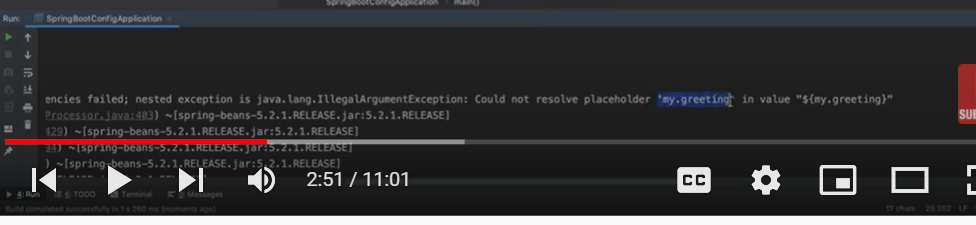 SpringBootConfigApplication › main()
Run: SpringBootConfigApplication ×
encies failed; nested exception is java.lang.IllegalArgumentException: Could not resolve placeholder 'my.greeting' in value "${my.greeting}"
Processor.java:403) ~[spring-beans-5.2.1.RELEASE.jar:5.2.1.RELEASE]
429) ~[spring-beans-5.2.1.RELEASE.jar:5.2.1.RELEASE]
94) ~[spring-beans-5.2.1.RELEASE.jar:5.2.1.RELEASE]
) ~[spring-beans-5.2.1.RELEASE.jar:5.2.1.RELEASE]
SUB
2:51 / 11:01
CC
4: Run 6: TODO Terminal 0: Messages
Build completed successfully in 1 s 260 ms (moments ago)
13 chars LF